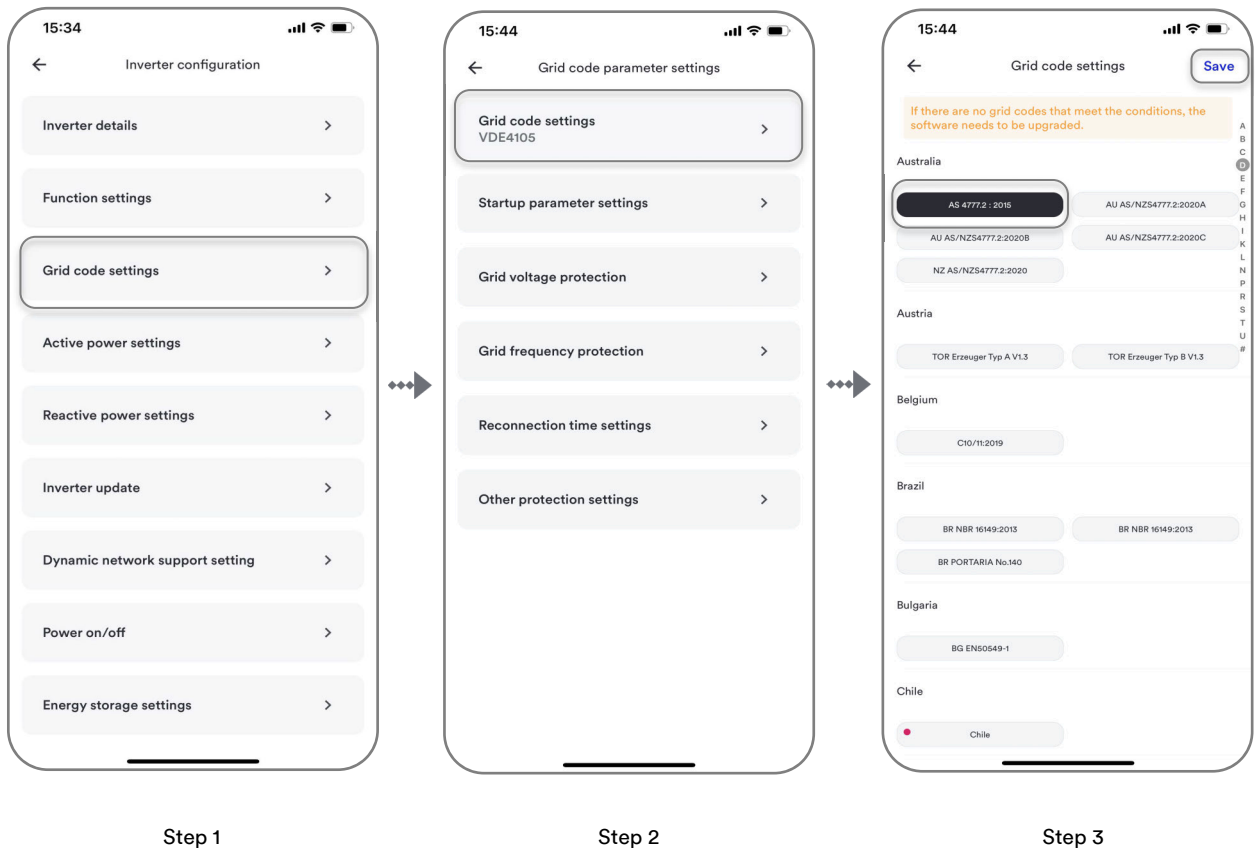 15:34
Inverter configuration
Inverter details
Function settings
Grid code settings
Active power settings
Reactive power settings
Inverter update
Dynamic network support setting
Power on/off
Energy storage settings
Step 1
15:44
Grid code parameter settings
Grid code settings
VDE4105
Startup parameter settings
Grid voltage protection
Grid frequency protection
Reconnection time settings
Other protection settings
Step 2
15:44
Grid code settings
Save
If there are no grid codes that meet the conditions, the
software needs to be upgraded.
Australia
AS 4777.2 : 2015
AU AS/NZS4777.2:2020A
AU AS/NZS4777.2:2020B
AU AS/NZS4777.2:2020C
NZ AS/NZS4777.2:2020
Austria
TOR Erzeuger Typ A V1.3
TOR Erzeuger Typ B V1.3
Belgium
C10/11:2019
Brazil
BR NBR 16149:2013
BR NBR 16149:2013
BR PORTARIA No.140
Bulgaria
BG EN50549-1
Chile
Chile
A
B
C
D
E
F
G
H
I
K
L
N
P
R
S
T
U
#
Step 3